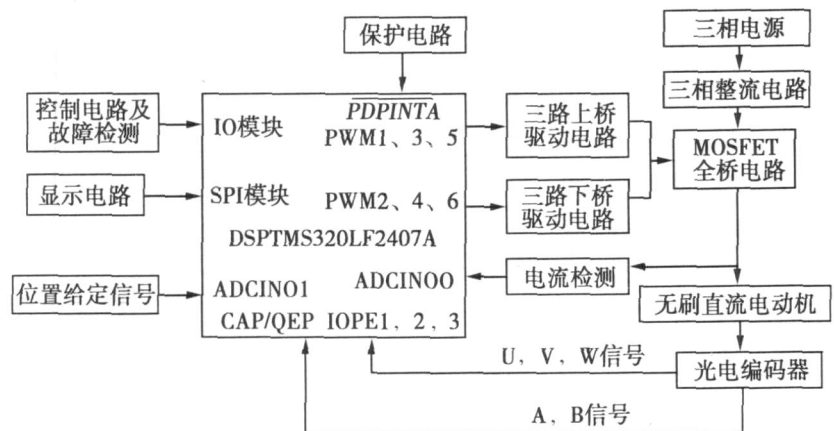 保护电路
三相电源
三相整流电路
控制电路及
故障检测
IO模块
PDPINTA
PWM1、3、5
三路上桥
驱动电路
MOSFET
全桥电路
显示电路
SPI模块
PWM2、4、6
三路下桥
驱动电路
DSPTMS320LF2407A
位置给定信号
ADCINO1
ADCINOO
电流检测
无刷直流电动机
CAP/QEP
IOPE1，2，3
U，V，W信号
光电编码器
A，B信号